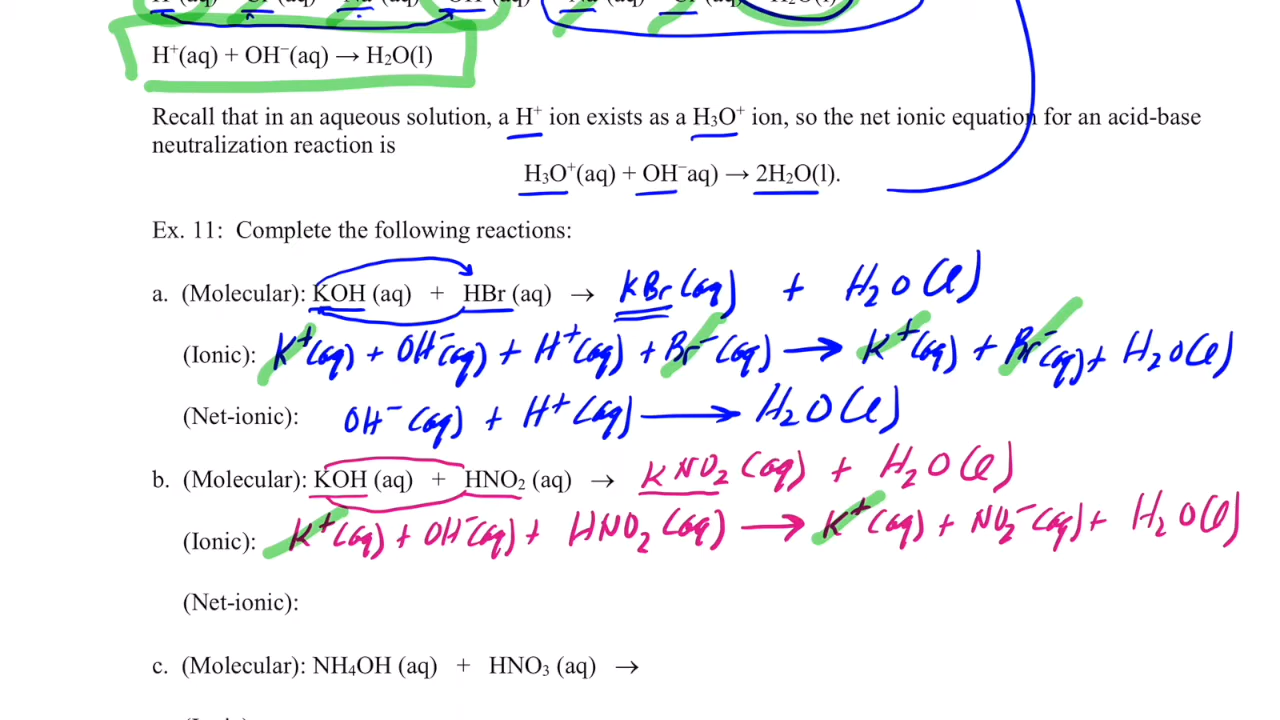 H⁺(aq) + OH⁻(aq) → H₂O(l)
Recall that in an aqueous solution, a H⁺ ion exists as a H₃O⁺ ion, so the net ionic equation for an acid-base
neutralization reaction is
H₃O⁺(aq) + OH⁻aq) → 2H₂O(l).
Ex. 11: Complete the following reactions:
a. (Molecular): KOH (aq) + HBr (aq) → KBr (aq) + H₂O (l)
(Ionic): K⁺(aq) + OH⁻(aq) + H⁺(aq) + Br⁻(aq) → K⁺(aq) + Br⁻(aq) + H₂O(l)
(Net-ionic): OH⁻(aq) + H⁺(aq) → H₂O(l)
b. (Molecular): KOH (aq) + HNO₂ (aq) → KNO₂(aq) + H₂O(l)
(Ionic): K⁺(aq) + OH⁻(aq) + HNO₂(aq) → K⁺(aq) + NO₂⁻(aq) + H₂O(l)
(Net-ionic):
c. (Molecular): NH₄OH (aq) + HNO₃ (aq) →